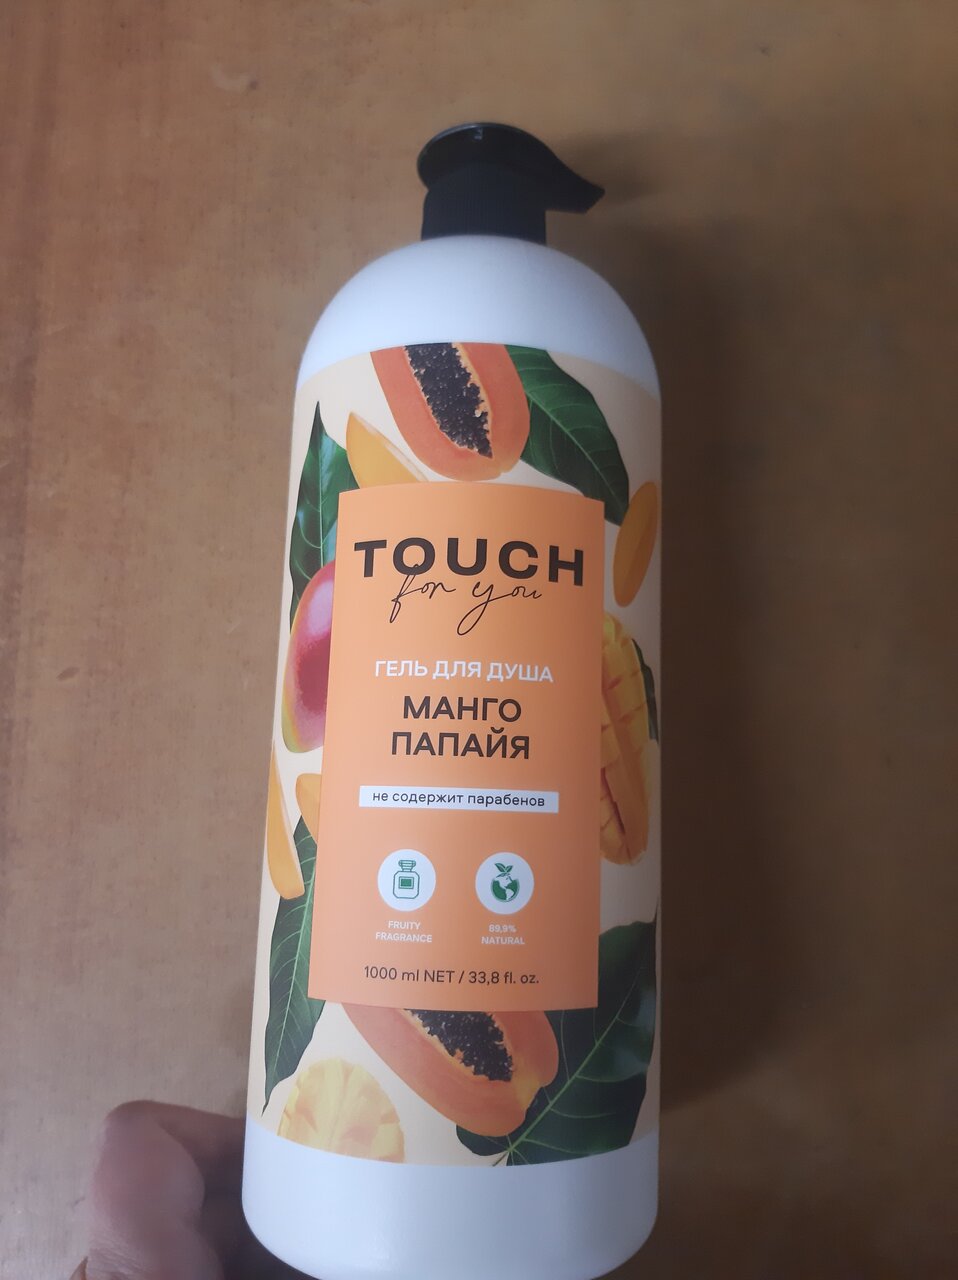 TOUCH
for you
ГЕЛЬ ДЛЯ ДУША
МАНГО
ПАПАЙЯ
не содержит парабенов
FRUITY
FRAGRANCE
89,9%
NATURAL
1000 ml NET / 33,8 fl. oz.